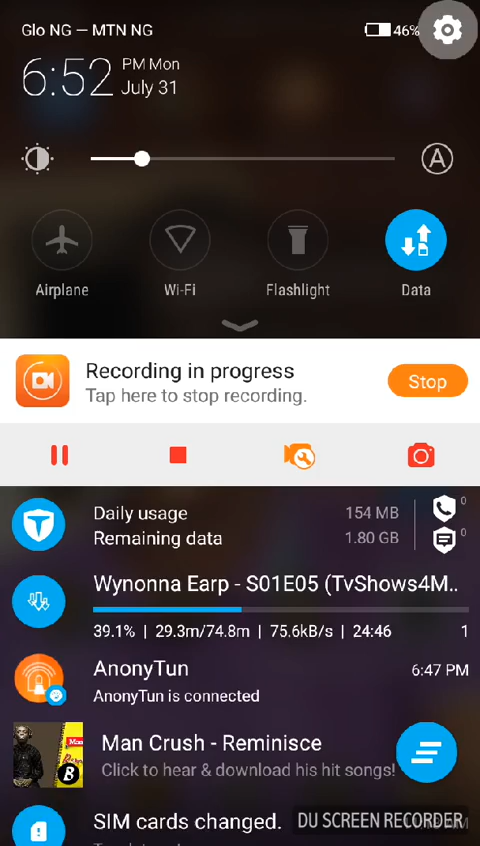 Glo NG — MTN NG
46%
6:52 PM Mon
July 31
A
Airplane
Wi-Fi
Flashlight
Data
Recording in progress
Tap here to stop recording.
Stop
Daily usage 154 MB 0
Remaining data 1.80 GB 0
Wynonna Earp - S01E05 (TvShows4M..
39.1% | 29.3m/74.8m | 75.6kB/s | 24:46 1
AnonyTun 6:47 PM
AnonyTun is connected
Man Crush - Reminisce
Click to hear & download his hit songs!
B
SIM cards changed.
DU SCREEN RECORDER